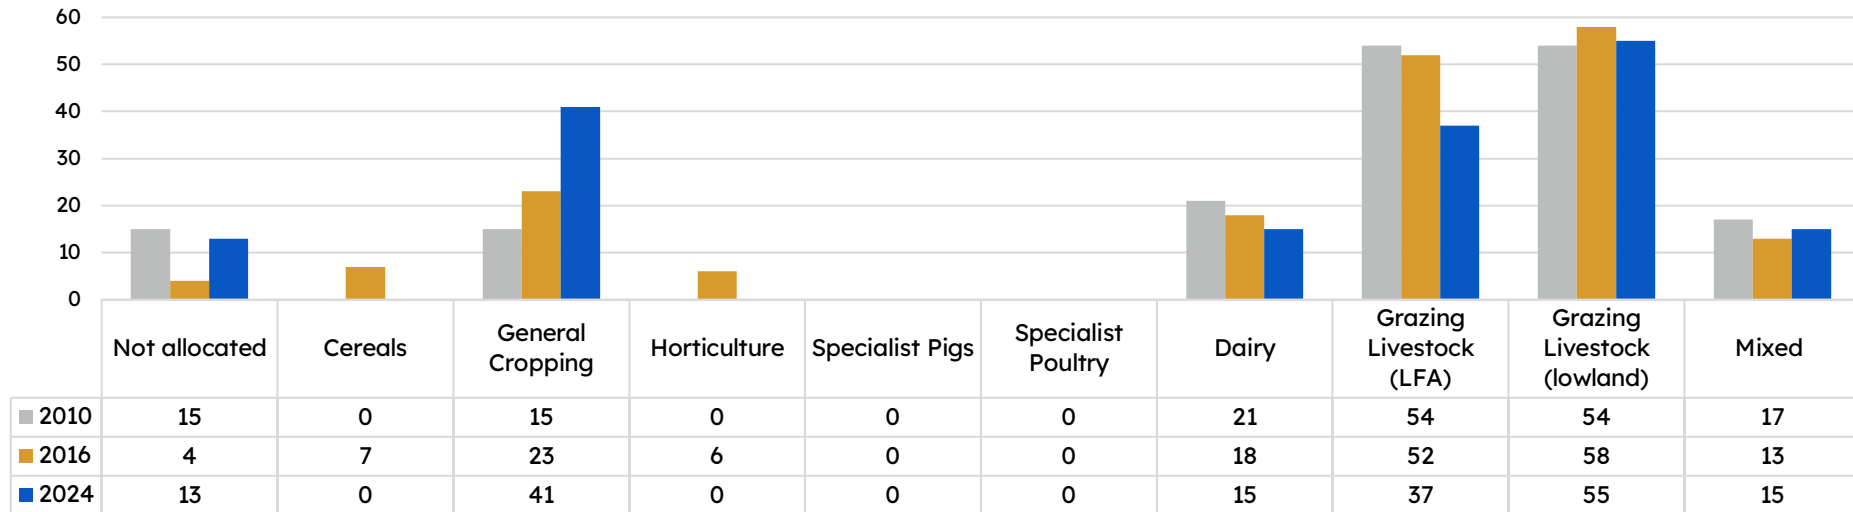 60
50
40
30
20
10
0
Not allocated Cereals General Cropping Horticulture Specialist Pigs Specialist Poultry Dairy Grazing Livestock (LFA) Grazing Livestock (lowland) Mixed
2010 15 0 15 0 0 0 21 54 54 17
2016 4 7 23 6 0 0 18 52 58 13
2024 13 0 41 0 0 0 15 37 55 15